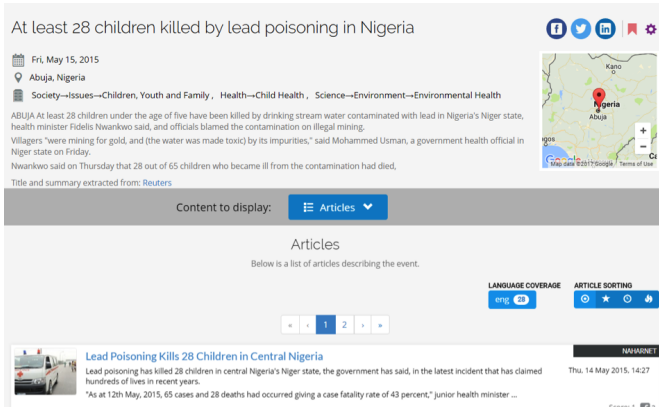 At least 28 children killed by lead poisoning in Nigeria
Fri, May 15, 2015
Abuja, Nigeria
Society→Issues→Children, Youth and Family , Health→Child Health , Science→Environment→Environmental Health
ABUJA At least 28 children under the age of five have been killed by drinking stream water contaminated with lead in Nigeria's Niger state,
health minister Fidelis Nwankwo said, and officials blamed the contamination on illegal mining.
Villagers "were mining for gold, and (the water was made toxic) by its impurities," said Mohammed Usman, a government health official in
Niger state on Friday.
Nwankwo said on Thursday that 28 out of 65 children who became ill from the contamination had died,
Title and summary extracted from: Reuters
Kano
Nigeria
Abuja
+
−
Google
Map data ©2017 Google
Terms of Use
Content to display:
Articles
Articles
Below is a list of articles describing the event.
LANGUAGE COVERAGE
ARTICLE SORTING
eng 28
« ‹ 1 2 › »
NAHARNET
Lead Poisoning Kills 28 Children in Central Nigeria
Thu, 14 May 2015, 14:27
Lead poisoning has killed 28 children in central Nigeria's Niger state, the government has said, in the latest incident that has claimed
hundreds of lives in recent years.
"As at 12th May, 2015, 65 cases and 28 deaths had occurred giving a case fatality rate of 43 percent," junior health minister ...